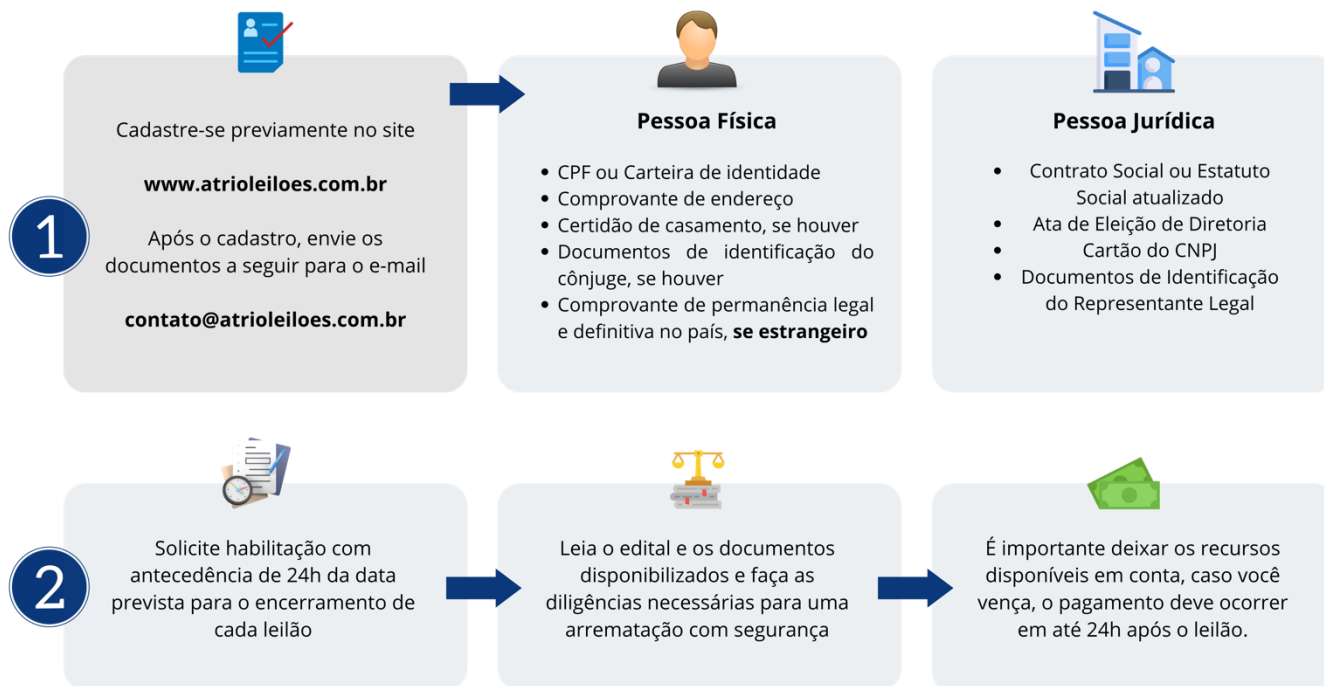 1
Cadastre-se previamente no site
www.atrioleiloes.com.br
Após o cadastro, envie os
documentos a seguir para o e-mail
contato@atrioleiloes.com.br
Pessoa Física
• CPF ou Carteira de identidade
• Comprovante de endereço
• Certidão de casamento, se houver
• Documentos de identificação do
cônjuge, se houver
• Comprovante de permanência legal
e definitiva no país, se estrangeiro
Pessoa Jurídica
• Contrato Social ou Estatuto
Social atualizado
• Ata de Eleição de Diretoria
• Cartão do CNPJ
• Documentos de Identificação
do Representante Legal
2
Solicite habilitação com
antecedência de 24h da data
prevista para o encerramento de
cada leilão
Leia o edital e os documentos
disponibilizados e faça as
diligências necessárias para uma
arrematação com segurança
É importante deixar os recursos
disponíveis em conta, caso você
vença, o pagamento deve ocorrer
em até 24h após o leilão.